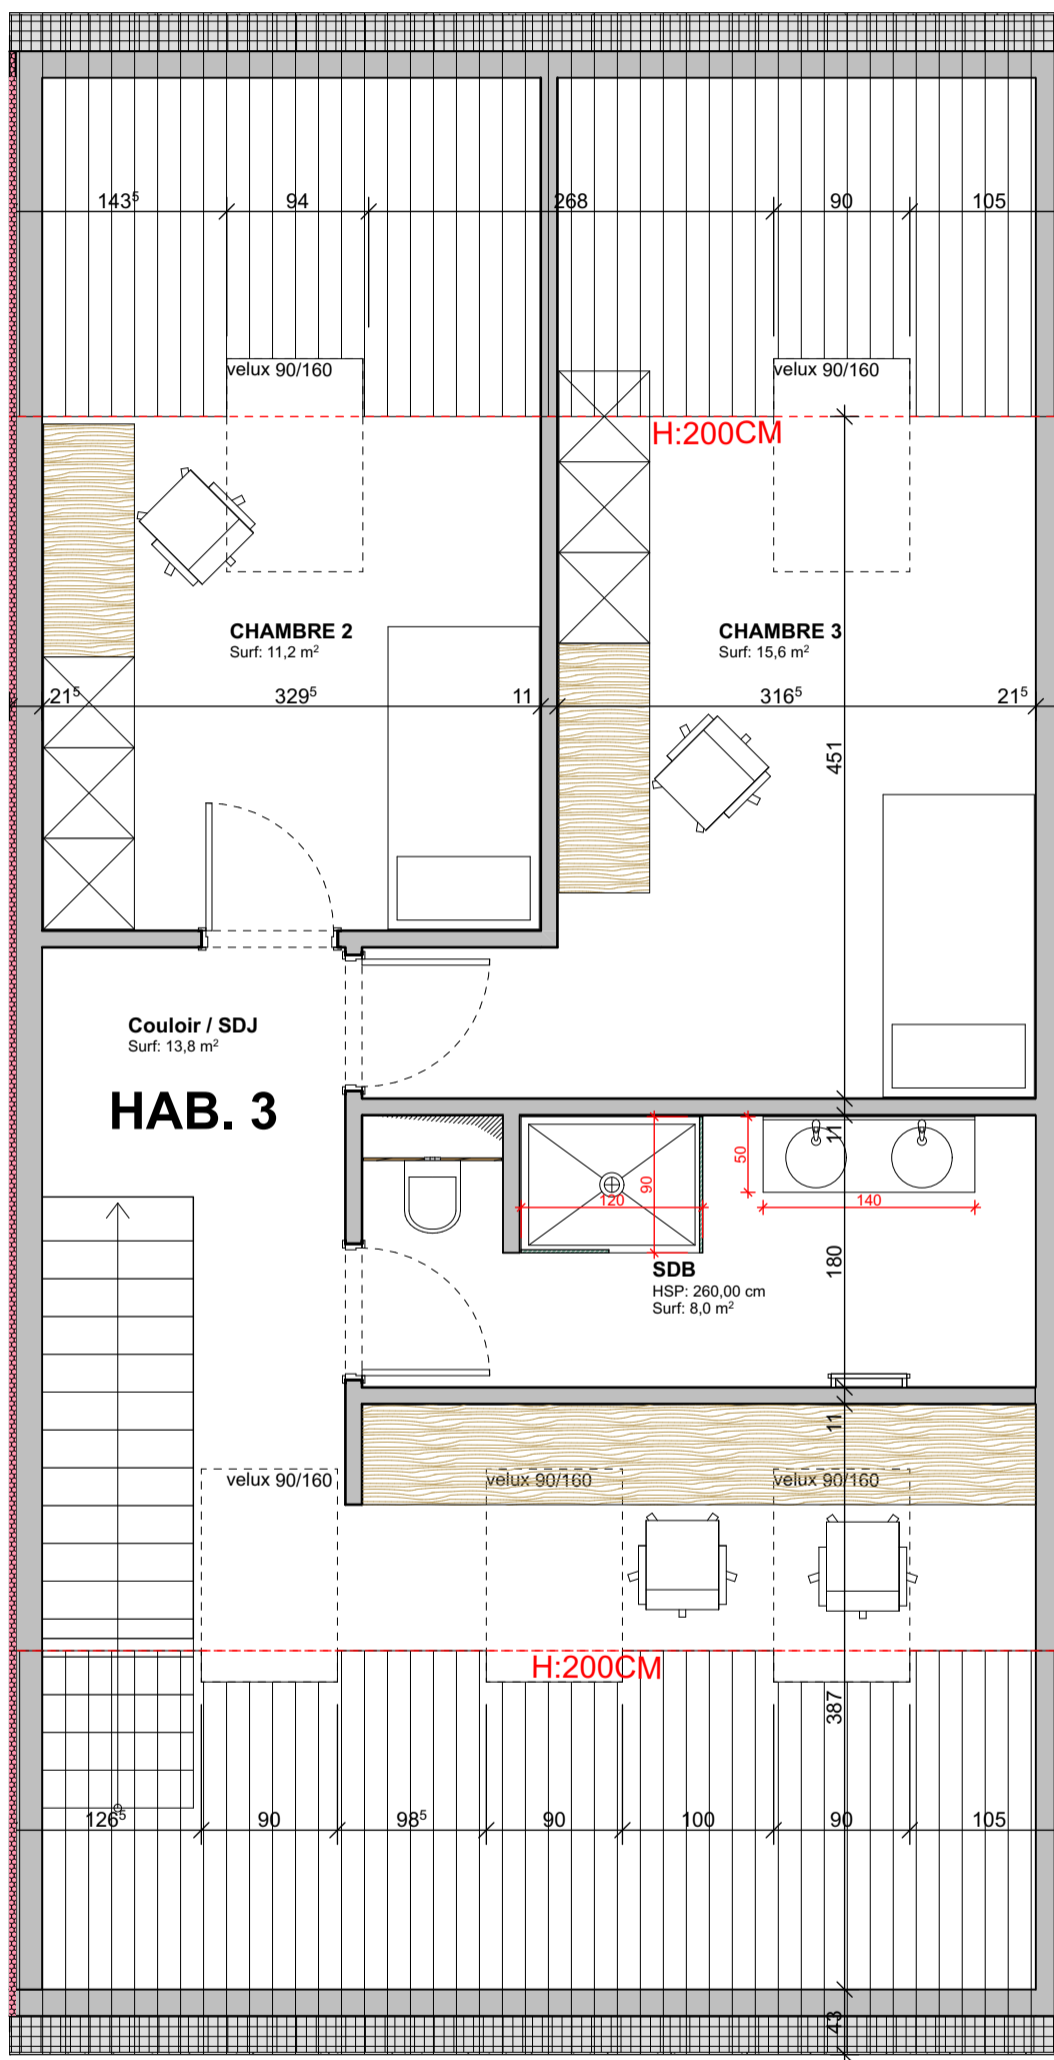 143⁵ 94 268 90 105
velux 90/160 velux 90/160
H:200CM
CHAMBRE 2
Surf: 11,2 m²
CHAMBRE 3
Surf: 15,6 m²
21⁵ 329⁵ 11 316⁵ 21⁵
451
Couloir / SDJ
Surf: 13,8 m²
HAB. 3
11
50
90
120
140
180
SDB
HSP: 260,00 cm
Surf: 8,0 m²
11
velux 90/160 velux 90/160 velux 90/160
H:200CM
387
126⁵ 90 98⁵ 90 100 90 105
43